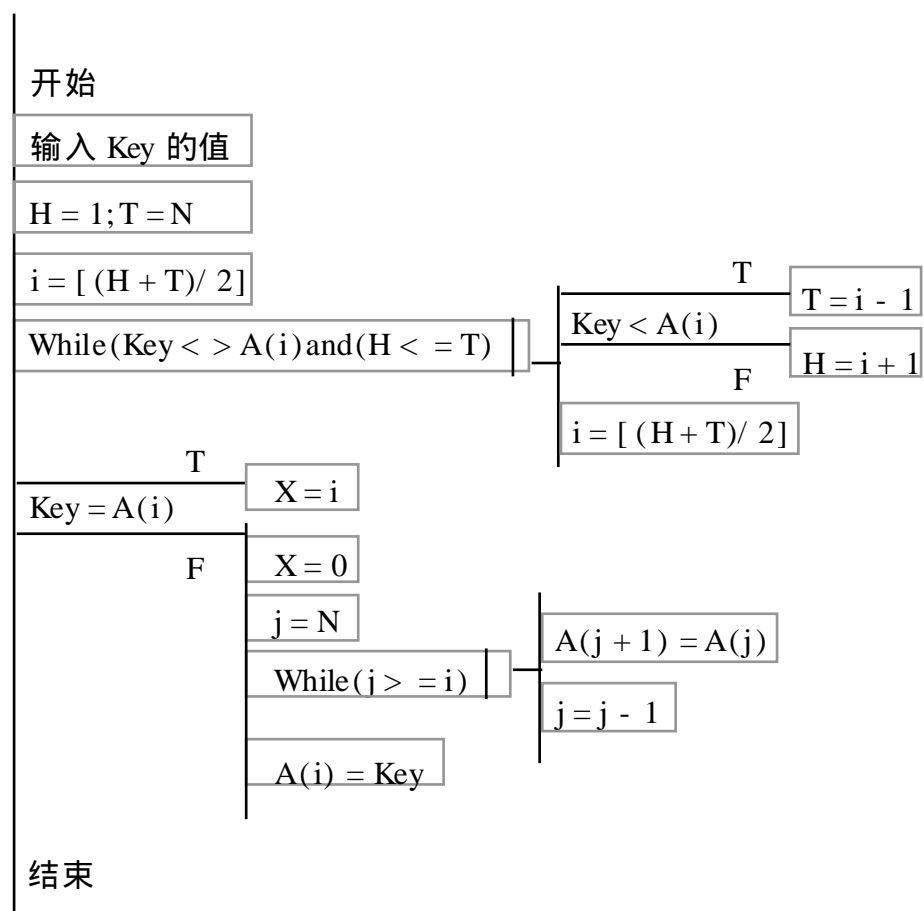 开始
输入 Key 的值
H = 1; T = N
i = [ (H + T)/ 2]
While(Key < > A(i) and (H < = T)
T
T = i - 1
Key < A(i)
H = i + 1
F
i = [ (H + T)/ 2]
T
X = i
Key = A(i)
F
X = 0
j = N
While(j > = i)
A(j + 1) = A(j)
j = j - 1
A(i) = Key
结束